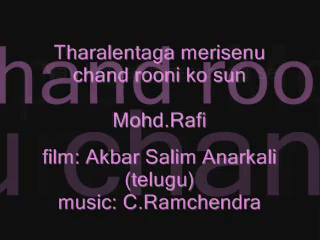 Tharalentaga merisenu
chand rooni ko sun
Mohd.Rafi
film: Akbar Salim Anarkali
(telugu)
music: C.Ramchendra